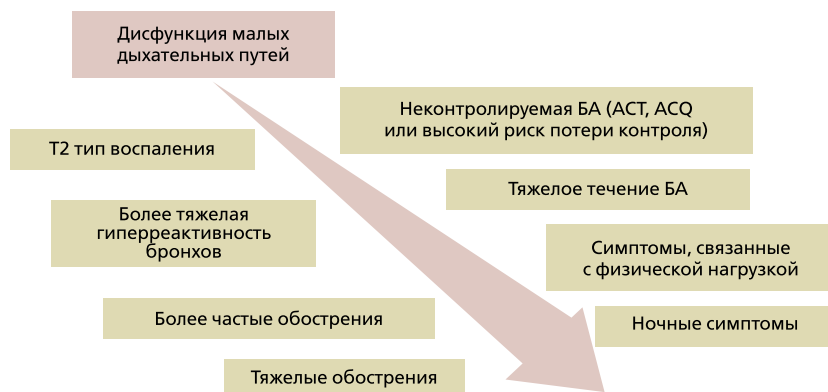 Дисфункция малых
дыхательных путей
Неконтролируемая БА (АСТ, ACQ
или высокий риск потери контроля)
Т2 тип воспаления
Тяжелое течение БА
Более тяжелая
гиперреактивность
бронхов
Симптомы, связанные
с физической нагрузкой
Более частые обострения
Ночные симптомы
Тяжелые обострения